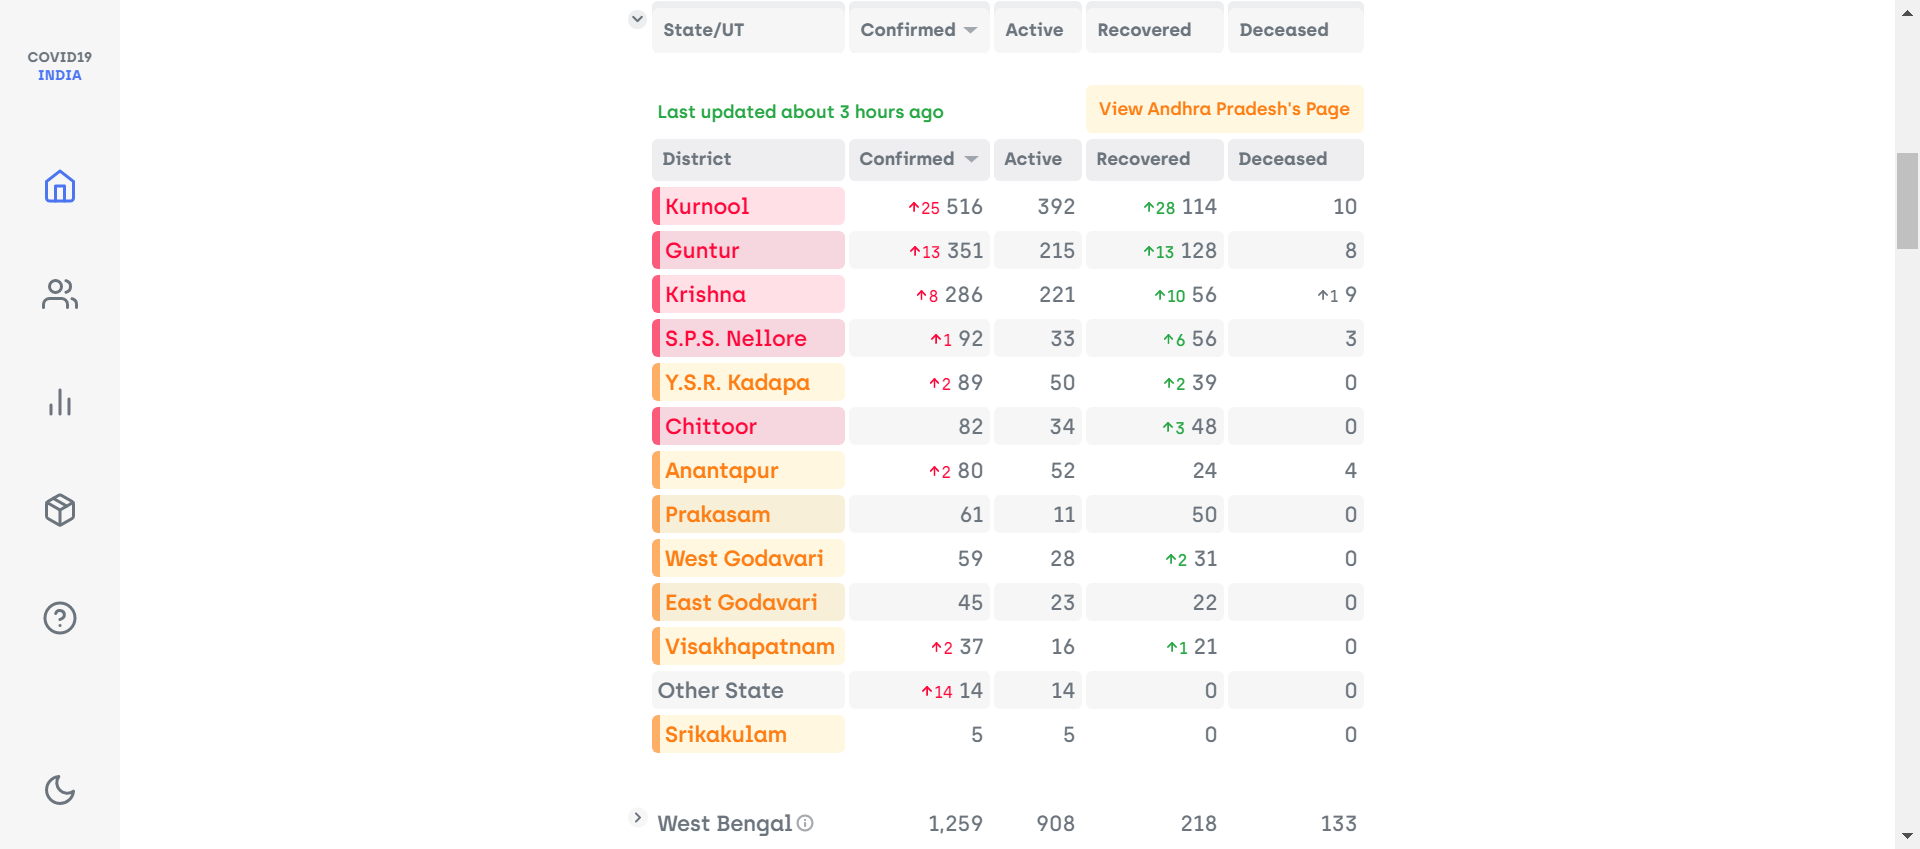 COVID19
INDIA
State/UT Confirmed Active Recovered Deceased
Last updated about 3 hours ago View Andhra Pradesh's Page
District Confirmed Active Recovered Deceased
Kurnool ↑25 516 392 ↑28 114 10
Guntur ↑13 351 215 ↑13 128 8
Krishna ↑8 286 221 ↑10 56 ↑1 9
S.P.S. Nellore ↑1 92 33 ↑6 56 3
Y.S.R. Kadapa ↑2 89 50 ↑2 39 0
Chittoor 82 34 ↑3 48 0
Anantapur ↑2 80 52 24 4
Prakasam 61 11 50 0
West Godavari 59 28 ↑2 31 0
East Godavari 45 23 22 0
Visakhapatnam ↑2 37 16 ↑1 21 0
Other State ↑14 14 14 0 0
Srikakulam 5 5 0 0
West Bengal 1,259 908 218 133